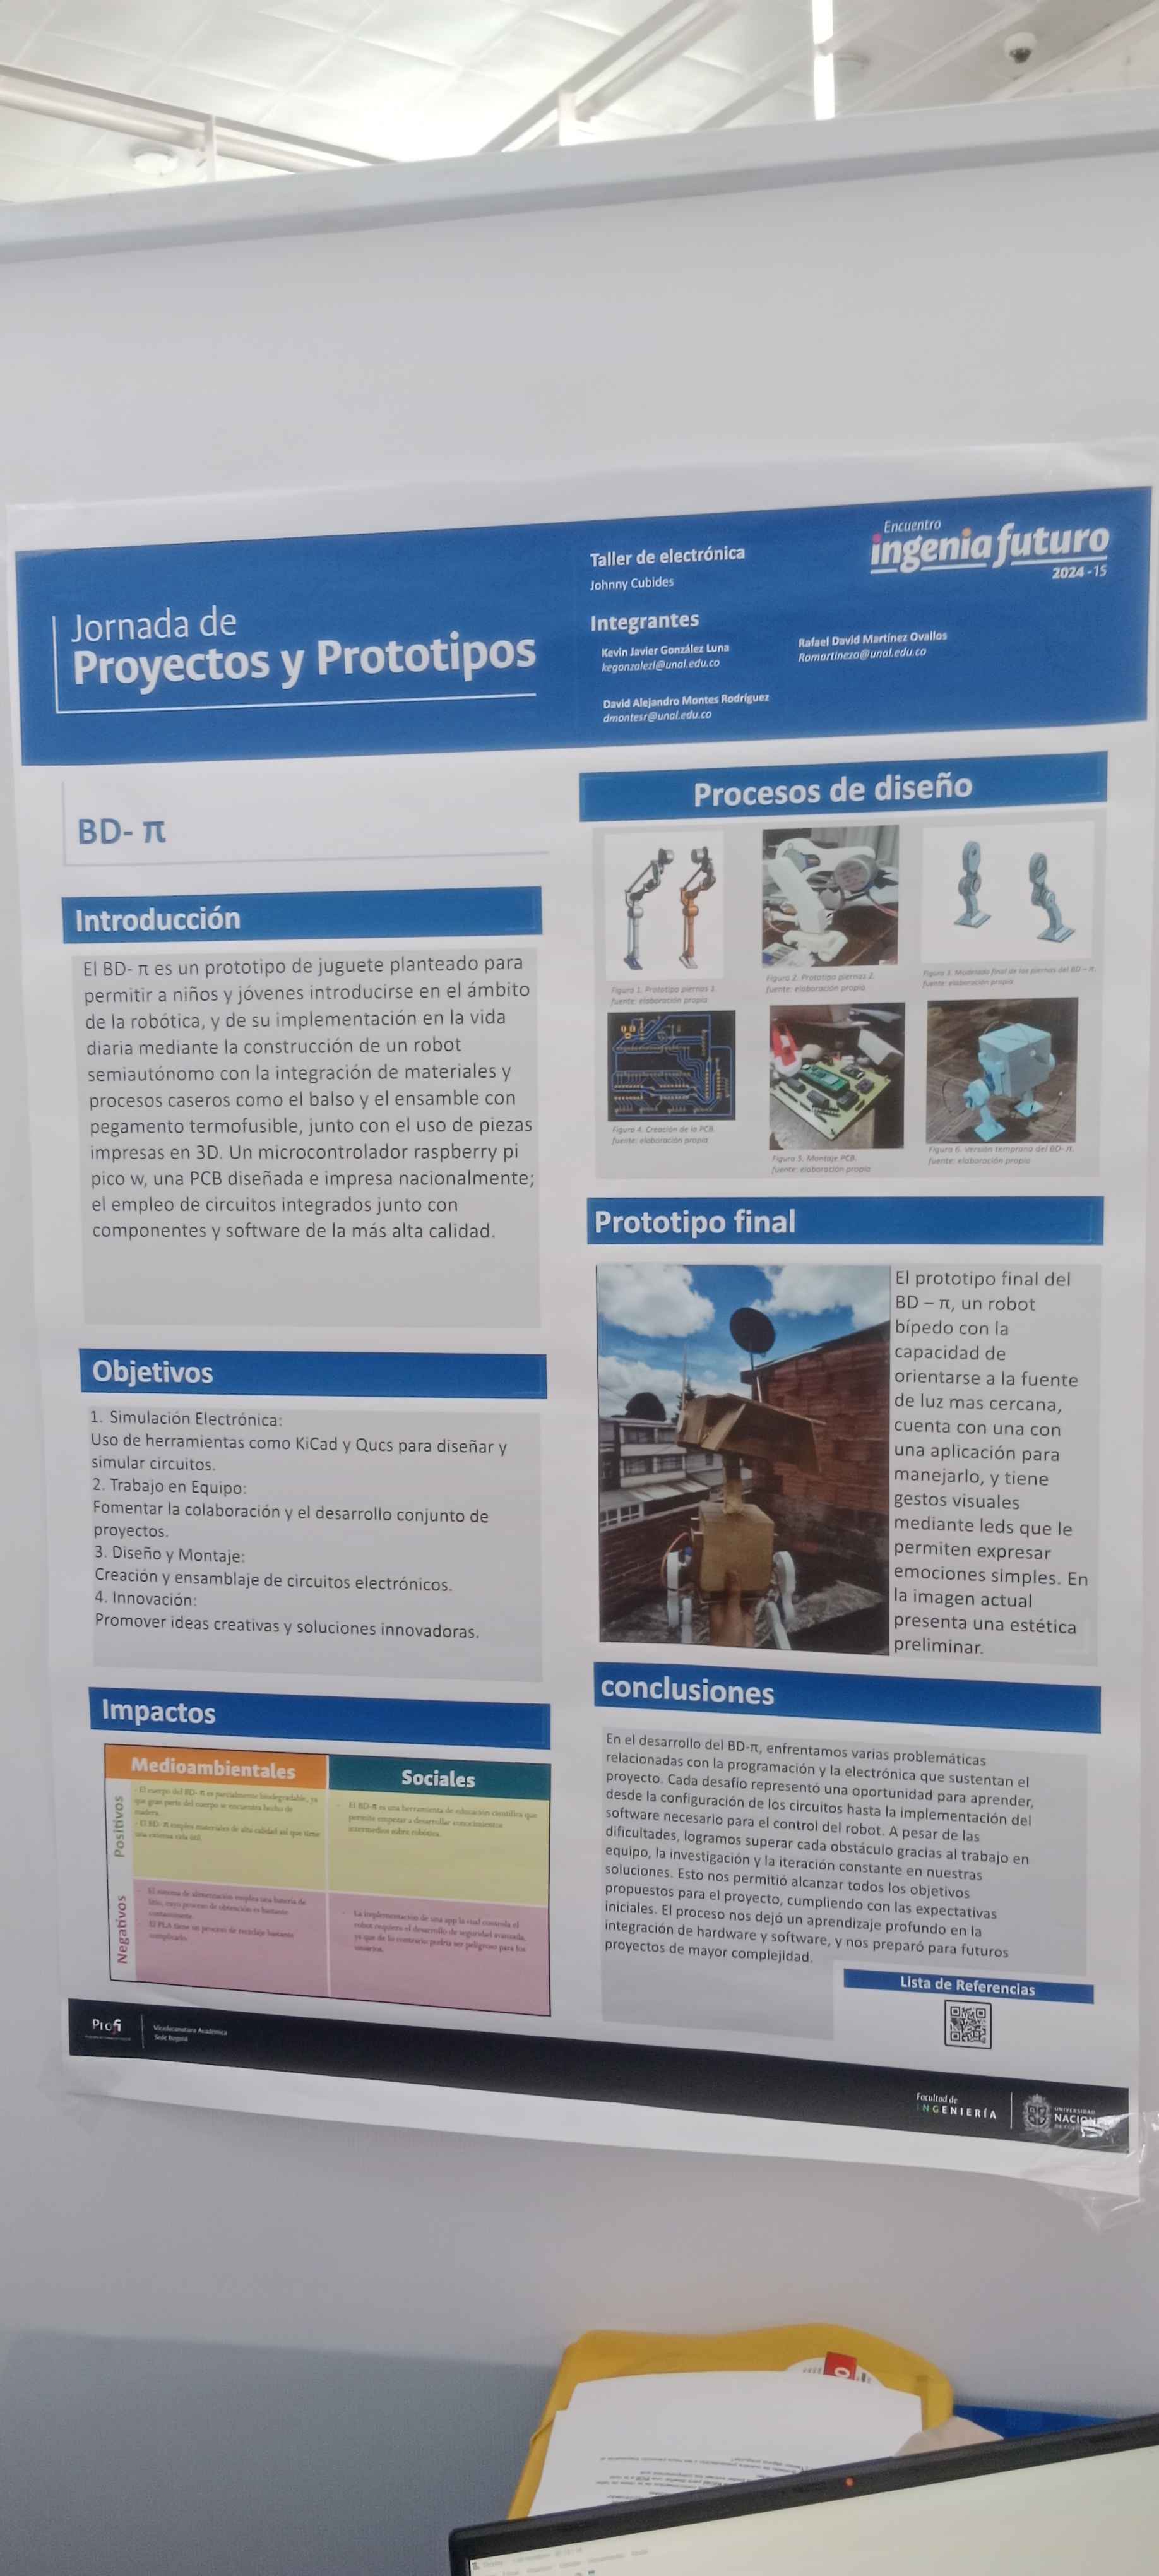 Jornada de
Proyectos y Prototipos
Taller de electrónica
Johnny Cubides
Integrantes
Kevin Javier González Luna
kegonzalezl@unal.edu.co
Rafael David Martínez Ovallos
Ramartinezo@unal.edu.co
David Alejandro Montes Rodríguez
dmontesr@unal.edu.co
Encuentro
ingenia futuro
2024-1S
BD- π
Introducción
El BD- π es un prototipo de juguete planteado para
permitir a niños y jóvenes introducirse en el ámbito
de la robótica, y de su implementación en la vida
diaria mediante la construcción de un robot
semiautónomo con la integración de materiales y
procesos caseros como el balso y el ensamble con
pegamento termofusible, junto con el uso de piezas
impresas en 3D. Un microcontrolador raspberry pi
pico w, una PCB diseñada e impresa nacionalmente;
el empleo de circuitos integrados junto con
componentes y software de la más alta calidad.
Objetivos
1. Simulación Electrónica:
Uso de herramientas como KiCad y Qucs para diseñar y
simular circuitos.
2. Trabajo en Equipo:
Fomentar la colaboración y el desarrollo conjunto de
proyectos.
3. Diseño y Montaje:
Creación y ensamblaje de circuitos electrónicos.
4. Innovación:
Promover ideas creativas y soluciones innovadoras.
Impactos
Medioambientales
Sociales
Positivos
- El cuerpo del BD- π es parcialmente biodegradable, ya
que gran parte del cuerpo se encuentra hecho de
madera.
- El BD- π emplea materiales de alta calidad así que tiene
una extensa vida útil
- El BD-π es una herramienta de educación científica que
permite empezar a desarrollar conocimientos
intermedios sobre robótica.
Negativos
- El sistema de alimentación emplea una batería de
litio, cuyo proceso de obtención es bastante
contaminante.
- El PLA tiene un proceso de reciclaje bastante
complicado.
- La implementación de una app la cual controla el
robot requiere el desarrollo de seguridad avanzada,
ya que de lo contrario podría ser peligroso para los
usuarios.
Procesos de diseño
Figura 1. Prototipo piernas 1.
fuente: elaboración propia
Figura 2. Prototipo piernas 2.
fuente: elaboración propia
Figura 3. Modelado final de las piernas del BD – π.
fuente: elaboración propia
Figura 4. Creación de la PCB.
fuente: elaboración propia
Figura 5. Montaje PCB.
fuente: elaboración propia
Figura 6. Versión temprana del BD- π.
fuente: elaboración propia
Prototipo final
El prototipo final del
BD – π, un robot
bípedo con la
capacidad de
orientarse a la fuente
de luz mas cercana,
cuenta con una con
una aplicación para
manejarlo, y tiene
gestos visuales
mediante leds que le
permiten expresar
emociones simples. En
la imagen actual
presenta una estética
preliminar.
conclusiones
En el desarrollo del BD-π, enfrentamos varias problemáticas
relacionadas con la programación y la electrónica que sustentan el
proyecto. Cada desafío representó una oportunidad para aprender,
desde la configuración de los circuitos hasta la implementación del
software necesario para el control del robot. A pesar de las
dificultades, logramos superar cada obstáculo gracias al trabajo en
equipo, la investigación y la iteración constante en nuestras
soluciones. Esto nos permitió alcanzar todos los objetivos
propuestos para el proyecto, cumpliendo con las expectativas
iniciales. El proceso nos dejó un aprendizaje profundo en la
integración de hardware y software, y nos preparó para futuros
proyectos de mayor complejidad.
Lista de Referencias
Profi
Vicedecanatura Académica
Sede Bogotá
Facultad de
INGENIERÍA
UNIVERSIDAD
NACIONAL